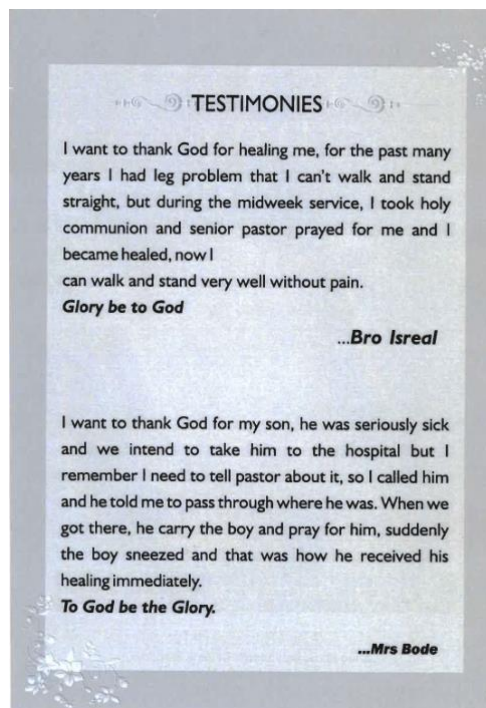 TESTIMONIES
I want to thank God for healing me, for the past many
years I had leg problem that I can't walk and stand
straight, but during the midweek service, I took holy
communion and senior pastor prayed for me and I
became healed, now I
can walk and stand very well without pain.
Glory be to God
...Bro Isreal
I want to thank God for my son, he was seriously sick
and we intend to take him to the hospital but I
remember I need to tell pastor about it, so I called him
and he told me to pass through where he was. When we
got there, he carry the boy and pray for him, suddenly
the boy sneezed and that was how he received his
healing immediately.
To God be the Glory.
...Mrs Bode